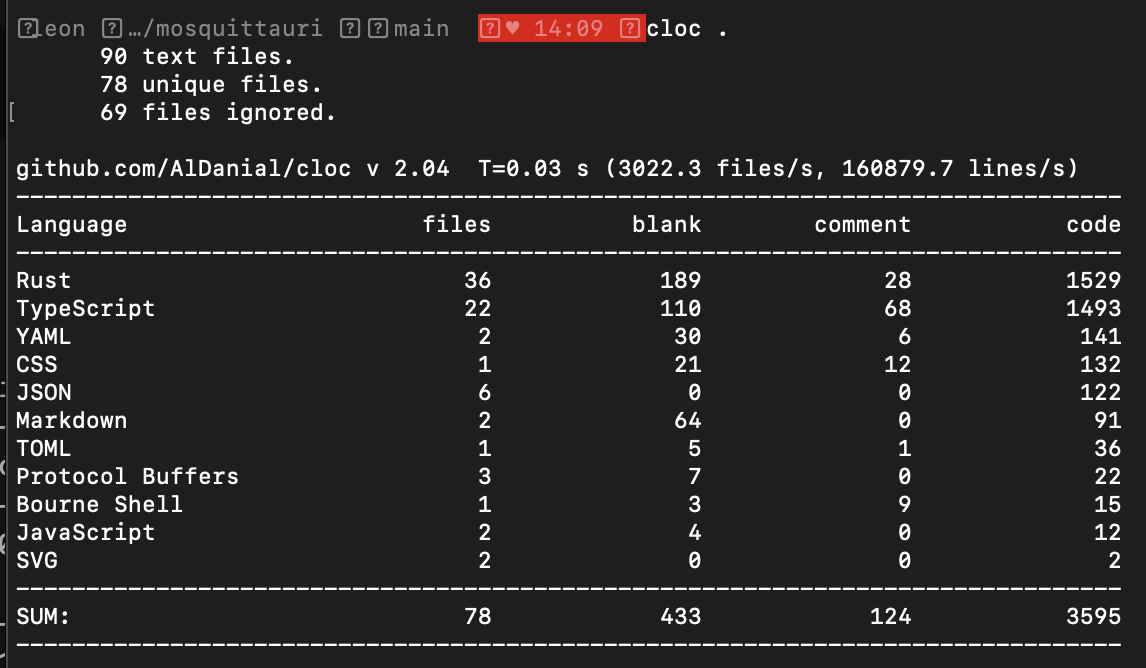 leon …/mosquittauri main ♥ 14:09 cloc .
90 text files.
78 unique files.
69 files ignored.
github.com/AlDanial/cloc v 2.04 T=0.03 s (3022.3 files/s, 160879.7 lines/s)
-------------------------------------------------------------------------------
Language files blank comment code
-------------------------------------------------------------------------------
Rust 36 189 28 1529
TypeScript 22 110 68 1493
YAML 2 30 6 141
CSS 1 21 12 132
JSON 6 0 0 122
Markdown 2 64 0 91
TOML 1 5 1 36
Protocol Buffers 3 7 0 22
Bourne Shell 1 3 9 15
JavaScript 2 4 0 12
SVG 2 0 0 2
-------------------------------------------------------------------------------
SUM: 78 433 124 3595
-------------------------------------------------------------------------------